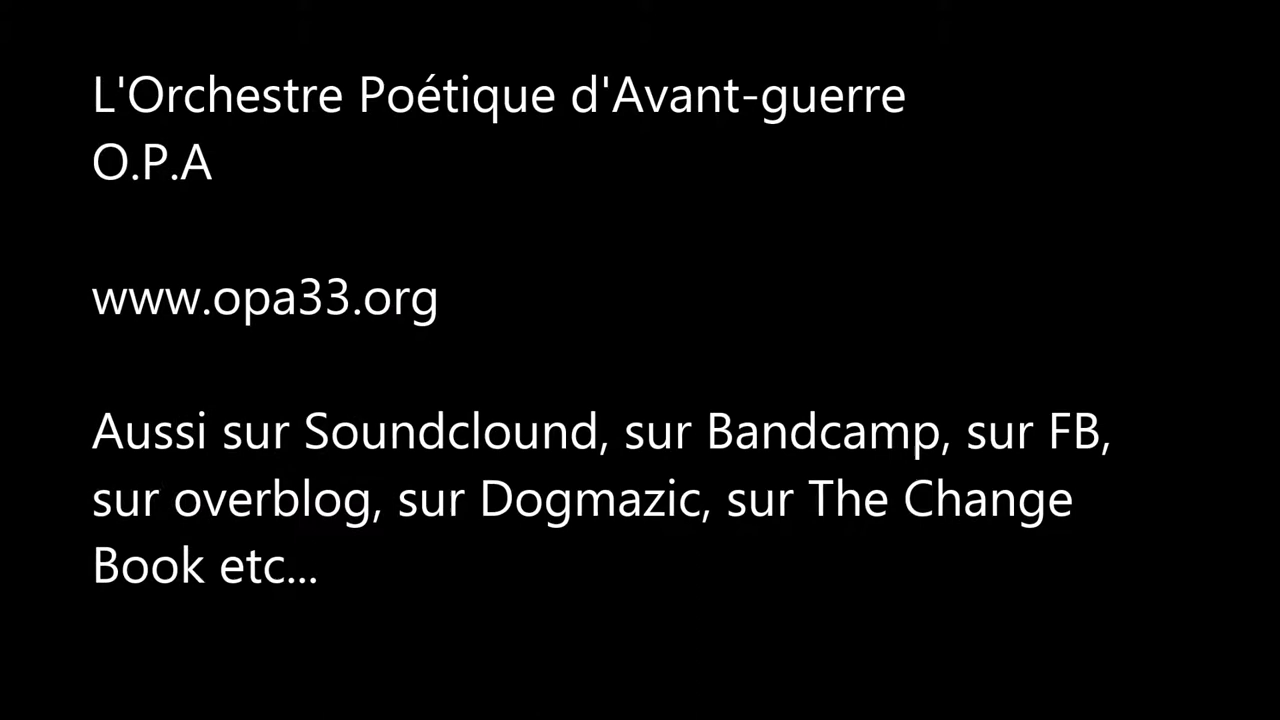 L'Orchestre Poétique d'Avant-guerre
O.P.A
www.opa33.org
Aussi sur Soundclound, sur Bandcamp, sur FB,
sur overblog, sur Dogmazic, sur The Change
Book etc...